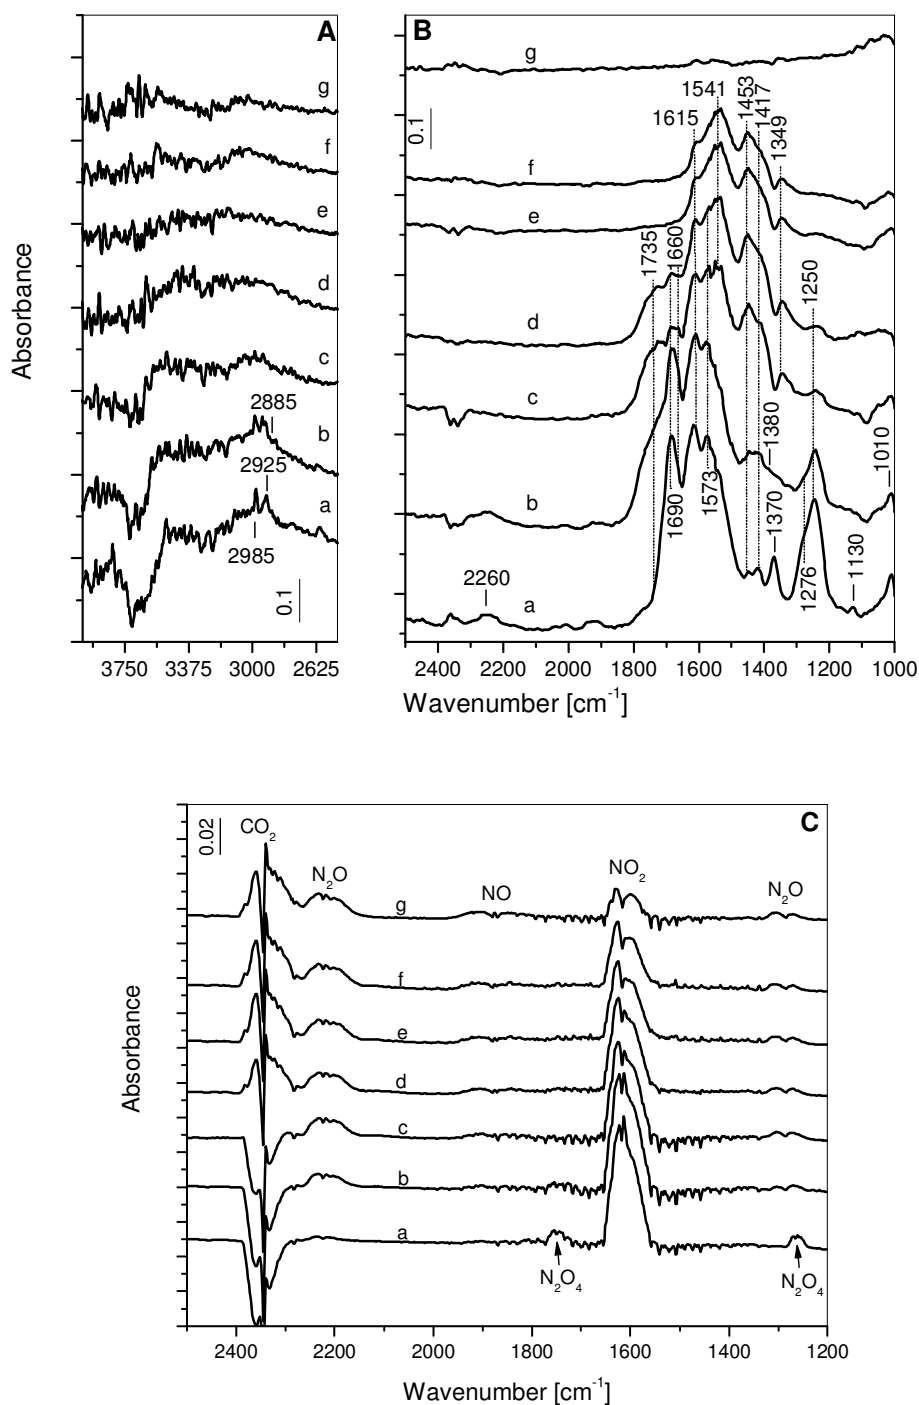 A
g
f
e
d
c
b
a
2885
2925
2985
0.1
Absorbance
3750 3375 3000 2625
B
g
f
e
d
c
b
a
0.1
1541
1615
1453
1417
1349
1735
1660
1250
1380
1010
1690
1573
1370
1276
1130
2260
2400 2200 2000 1800 1600 1400 1200 1000
Wavenumber [cm⁻¹]
C
0.02
CO₂
N₂O
NO
NO₂
N₂O
g
f
e
d
c
b
a
N₂O₄
N₂O₄
Absorbance
2400 2200 2000 1800 1600 1400 1200
Wavenumber [cm⁻¹]